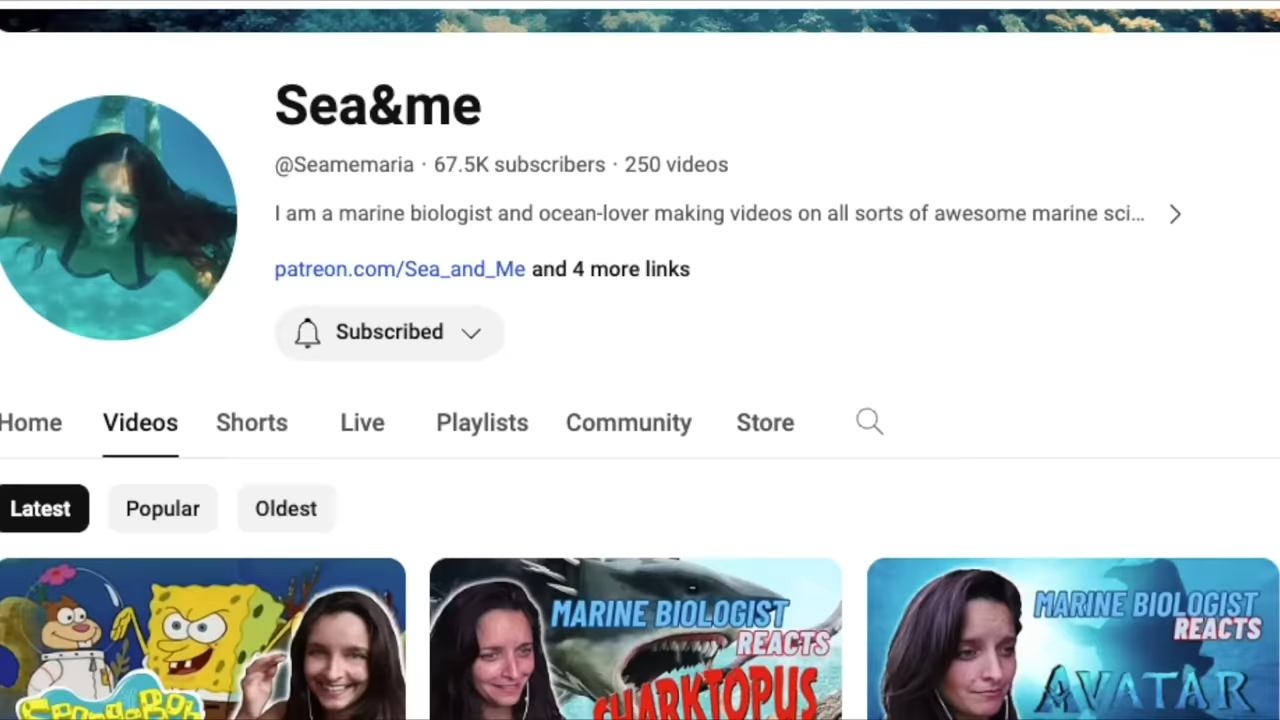 Sea&me
@Seamemaria · 67.5K subscribers · 250 videos
I am a marine biologist and ocean-lover making videos on all sorts of awesome marine sci...
patreon.com/Sea_and_Me and 4 more links
Subscribed
Home Videos Shorts Live Playlists Community Store
Latest Popular Oldest
SpongeBob
MARINE BIOLOGIST
REACTS
SHARKTOPUS
MARINE BIOLOGIST
REACTS
AVATAR